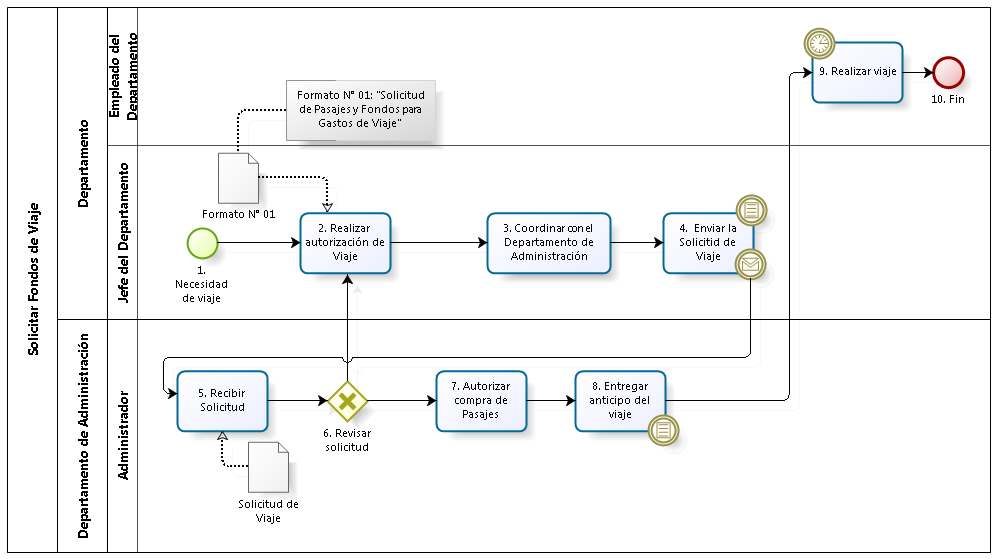 Solicitar Fondos de Viaje
Departamento
Empleado del
Departamento
9. Realizar viaje
10. Fin
Formato N° 01: "Solicitud
de Pasajes y Fondos para
Gastos de Viaje"
Jefe del Departamento
Formato N° 01
1.
Necesidad
de viaje
2. Realizar
autorización de
Viaje
3. Coordinar con el
Departamento de
Administración
4. Enviar la
Solicitid de
Viaje
Departamento de Administración
Administrador
5. Recibir
Solicitud
6. Revisar
solicitud
7. Autorizar
compra de
Pasajes
8. Entregar
anticipo del
viaje
Solicitud de
Viaje